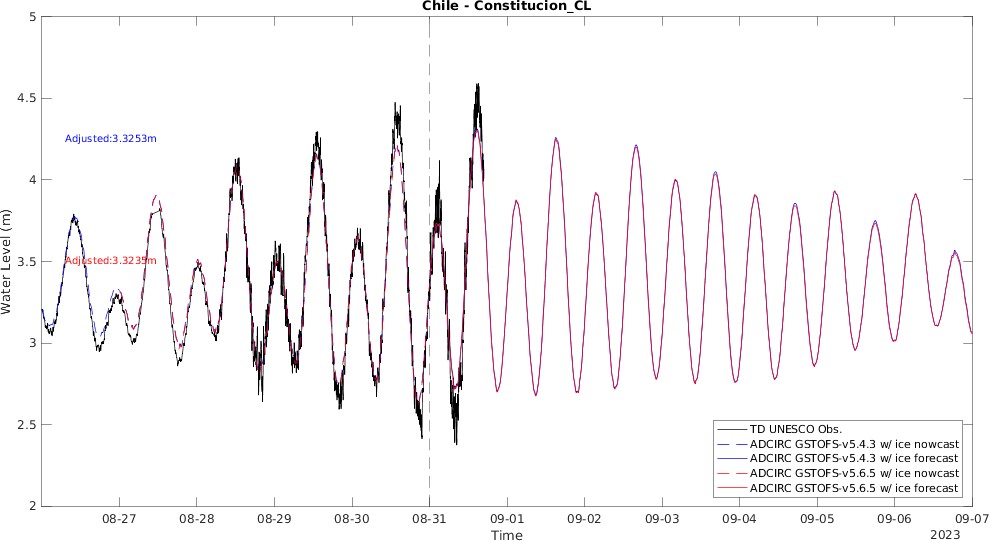 Chile - Constitucion_CL
5
4.5
4
3.5
3
2.5
2
Water Level (m)
Adjusted:3.3253m
Adjusted:3.3235m
TD UNESCO Obs.
ADCIRC GSTOFS-v5.4.3 w/ ice nowcast
ADCIRC GSTOFS-v5.4.3 w/ ice forecast
ADCIRC GSTOFS-v5.6.5 w/ ice nowcast
ADCIRC GSTOFS-v5.6.5 w/ ice forecast
08-27 08-28 08-29 08-30 08-31 09-01 09-02 09-03 09-04 09-05 09-06 09-07
Time
2023